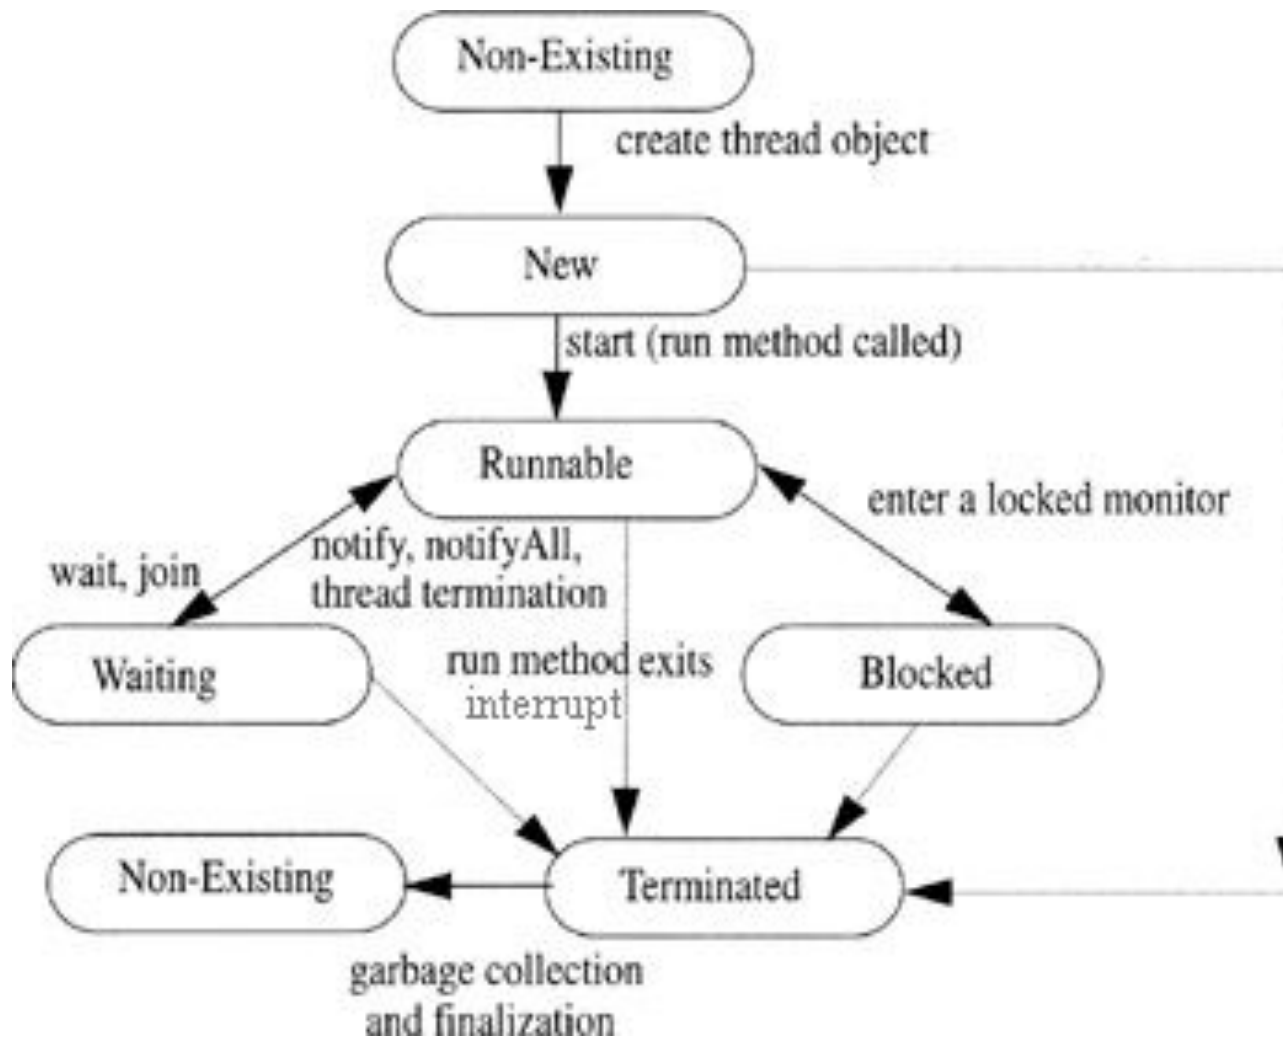 Non-Existing
create thread object
New
start (run method called)
Runnable
enter a locked monitor
wait, join
notify, notifyAll,
thread termination
Waiting
run method exits
interrupt
Blocked
Non-Existing
Terminated
garbage collection
and finalization